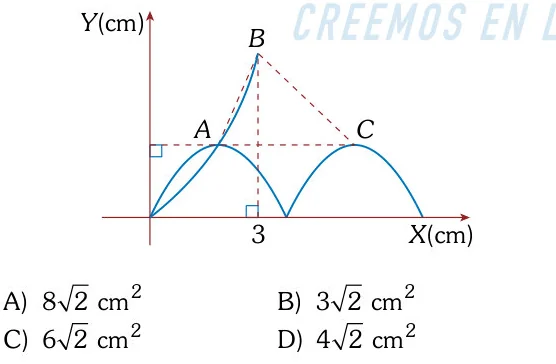 CREEMOS EN L
Y(cm)
B
A
C
3
X(cm)
A) 8√2 cm²
B) 3√2 cm²
C) 6√2 cm²
D) 4√2 cm²